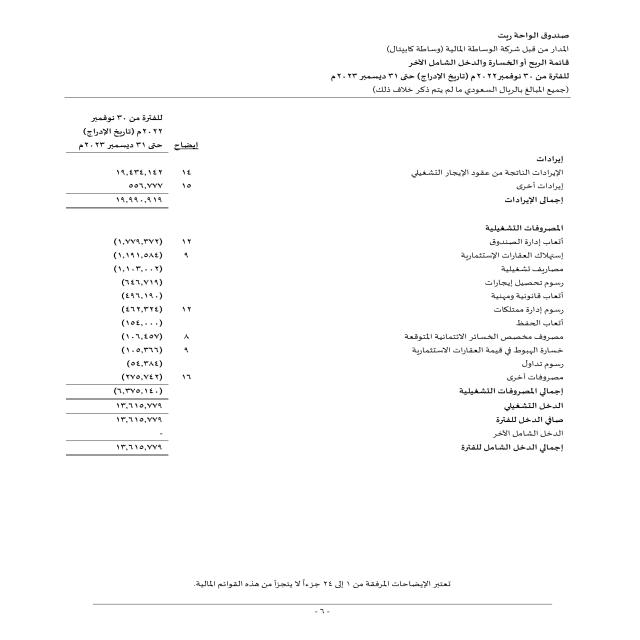 صندوق الواحة ريت
المدار من قبل شركة الوساطة المالية (وساطة كابيتال)
قائمة الربح أو الخسارة والدخل الشامل الآخر
للفترة من ٣٠ نوفمبر ٢٠٢٢م (تاريخ الإدراج) حتى ٣١ ديسمبر ٢٠٢٣م
(جميع المبالغ بالريال السعودي ما لم يتم ذكر خلاف ذلك)
للفترة من ٣٠ نوفمبر
٢٠٢٢م (تاريخ الإدراج)
إيضاح حتى ٣١ ديسمبر ٢٠٢٣م
إيرادات
الإيرادات الناتجة من عقود الإيجار التشغيلي ١٤ ١٩,٤٣٤,١٤٢
إيرادات أخرى ١٥ ٥٥٦,٧٧٧
إجمالي الإيرادات ١٩,٩٩٠,٩١٩
المصروفات التشغيلية
أتعاب إدارة الصندوق ١٢ (١,٧٧٩,٣٧٢)
إستهلاك العقارات الإستثمارية ٩ (١,١٩١,٥٨٤)
مصاريف تشغيلية (١,١٠٣,٠٠٢)
رسوم تحصيل إيجارات (٦٤٦,٧١٩)
أتعاب قانونية ومهنية (٤٩٦,١٩٠)
رسوم إدارة ممتلكات ١٢ (٤٦٢,٣٢٤)
أتعاب الحفظ (١٥٤,٠٠٠)
مصروف مخصص الخسائر الائتمانية المتوقعة ٨ (١٠٦,٤٥٧)
خسارة الهبوط في قيمة العقارات الاستثمارية ٩ (١٠٥,٣٦٦)
رسوم تداول (٥٤,٣٨٤)
مصروفات أخرى ١٦ (٢٧٥,٧٤٢)
إجمالي المصروفات التشغيلية (٦,٣٧٥,١٤٠)
الدخل التشغيلي ١٣,٦١٥,٧٧٩
صافي الدخل للفترة ١٣,٦١٥,٧٧٩
الدخل الشامل الآخر -
إجمالي الدخل الشامل للفترة ١٣,٦١٥,٧٧٩
تعتبر الإيضاحات المرفقة من ١ إلى ٢٤ جزءاً لا يتجزأ من هذه القوائم المالية.
- ٦ -